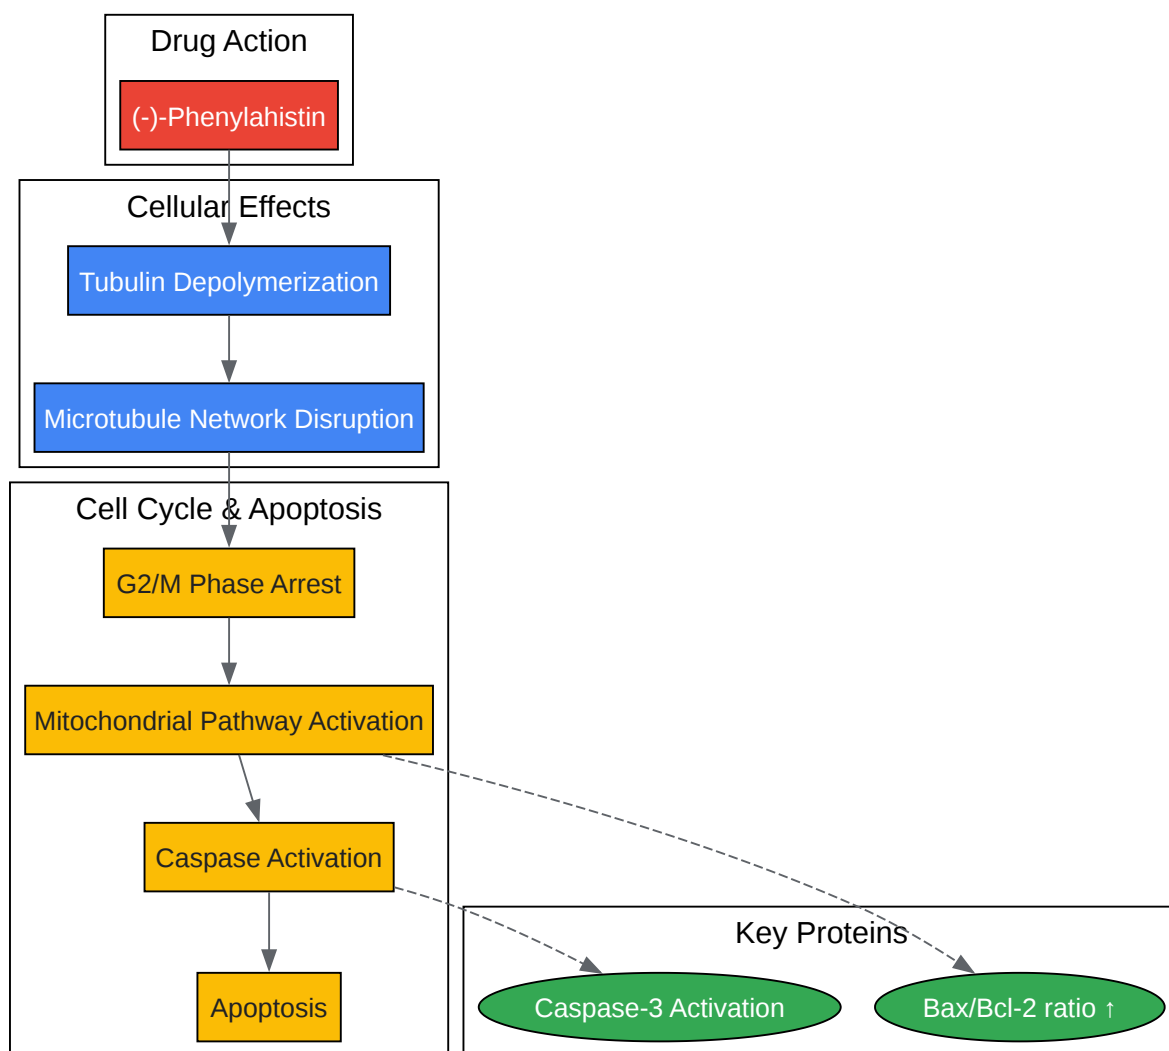 Drug Action
(-)-Phenylahistin
Cellular Effects
Tubulin Depolymerization
Microtubule Network Disruption
Cell Cycle & Apoptosis
G2/M Phase Arrest
Mitochondrial Pathway Activation
Caspase Activation
Apoptosis
Key Proteins
Caspase-3 Activation
Bax/Bcl-2 ratio ↑